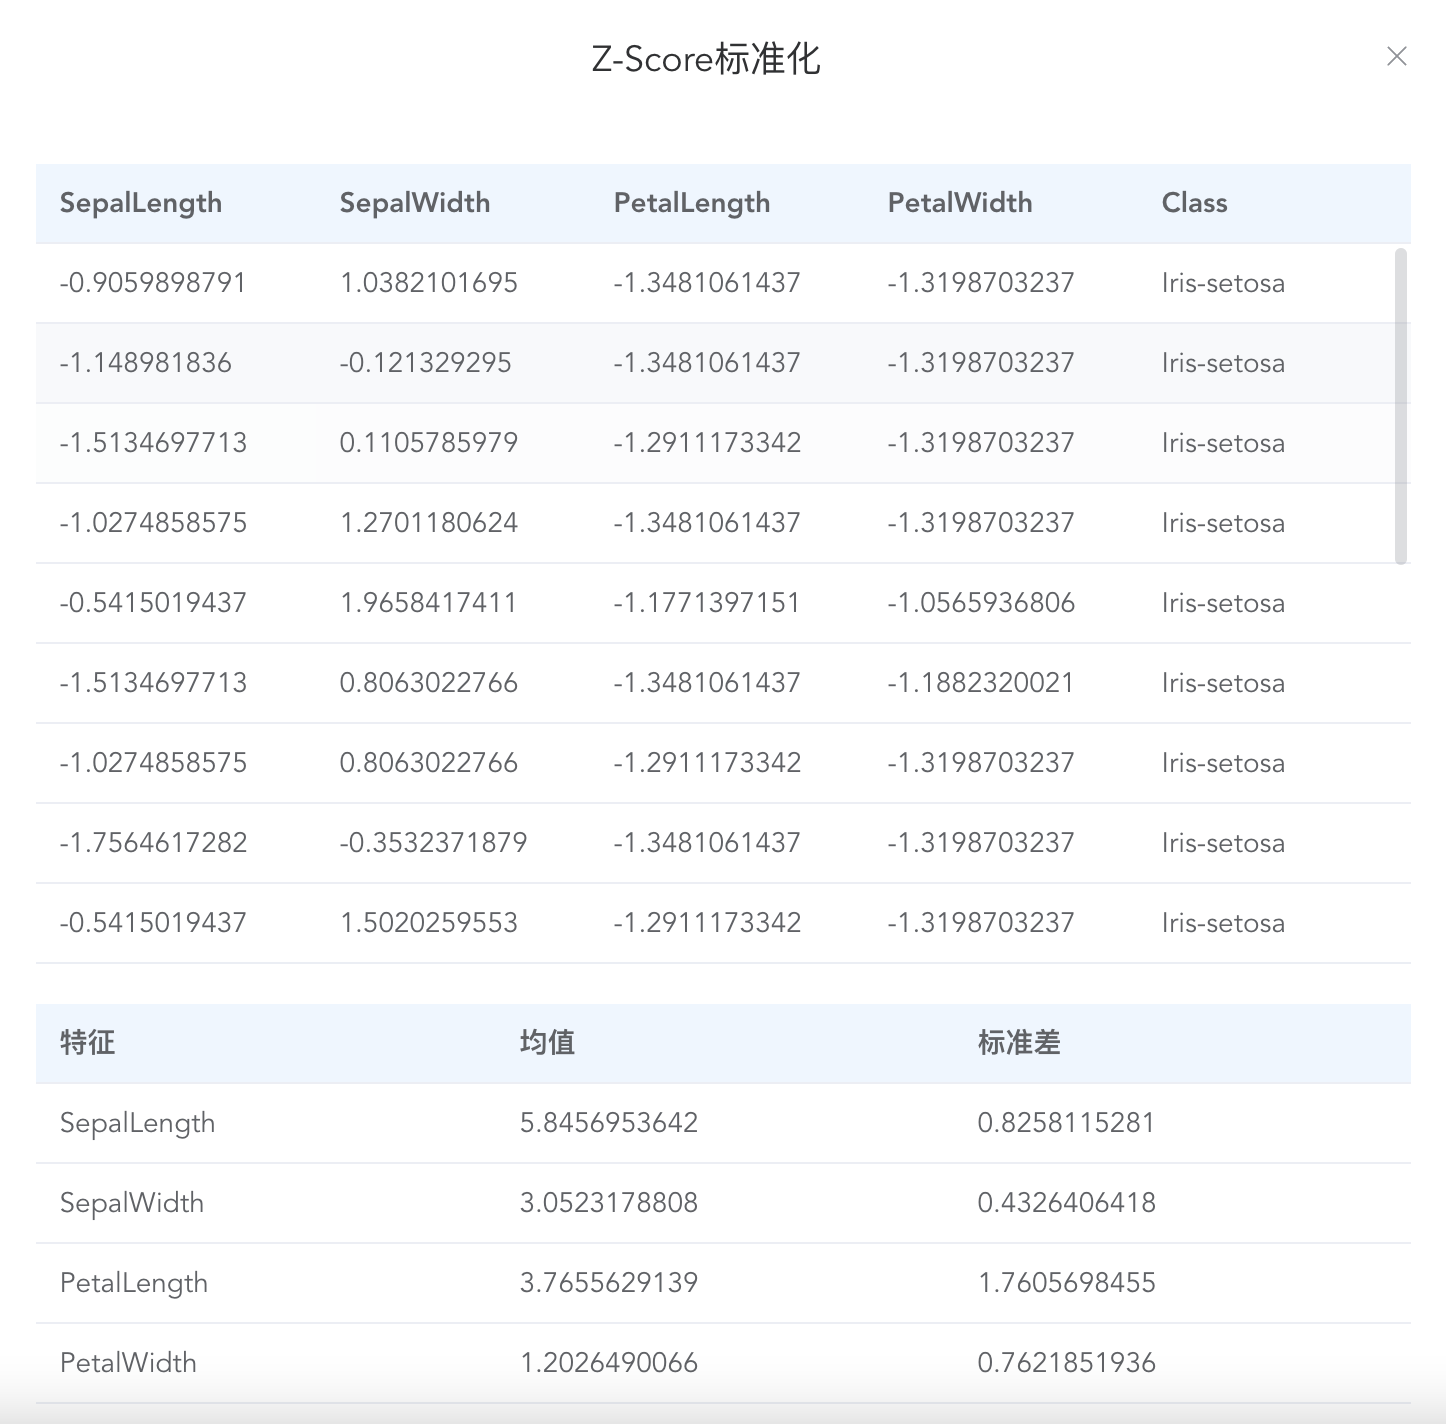 Z-Score标准化
SepalLength SepalWidth PetalLength PetalWidth Class
-0.9059898791 1.0382101695 -1.3481061437 -1.3198703237 Iris-setosa
-1.148981836 -0.121329295 -1.3481061437 -1.3198703237 Iris-setosa
-1.5134697713 0.1105785979 -1.2911173342 -1.3198703237 Iris-setosa
-1.0274858575 1.2701180624 -1.3481061437 -1.3198703237 Iris-setosa
-0.5415019437 1.9658417411 -1.1771397151 -1.0565936806 Iris-setosa
-1.5134697713 0.8063022766 -1.3481061437 -1.1882320021 Iris-setosa
-1.0274858575 0.8063022766 -1.2911173342 -1.3198703237 Iris-setosa
-1.7564617282 -0.3532371879 -1.3481061437 -1.3198703237 Iris-setosa
-0.5415019437 1.5020259553 -1.2911173342 -1.3198703237 Iris-setosa
特征 均值 标准差
SepalLength 5.8456953642 0.8258115281
SepalWidth 3.0523178808 0.4326406418
PetalLength 3.7655629139 1.7605698455
PetalWidth 1.2026490066 0.7621851936